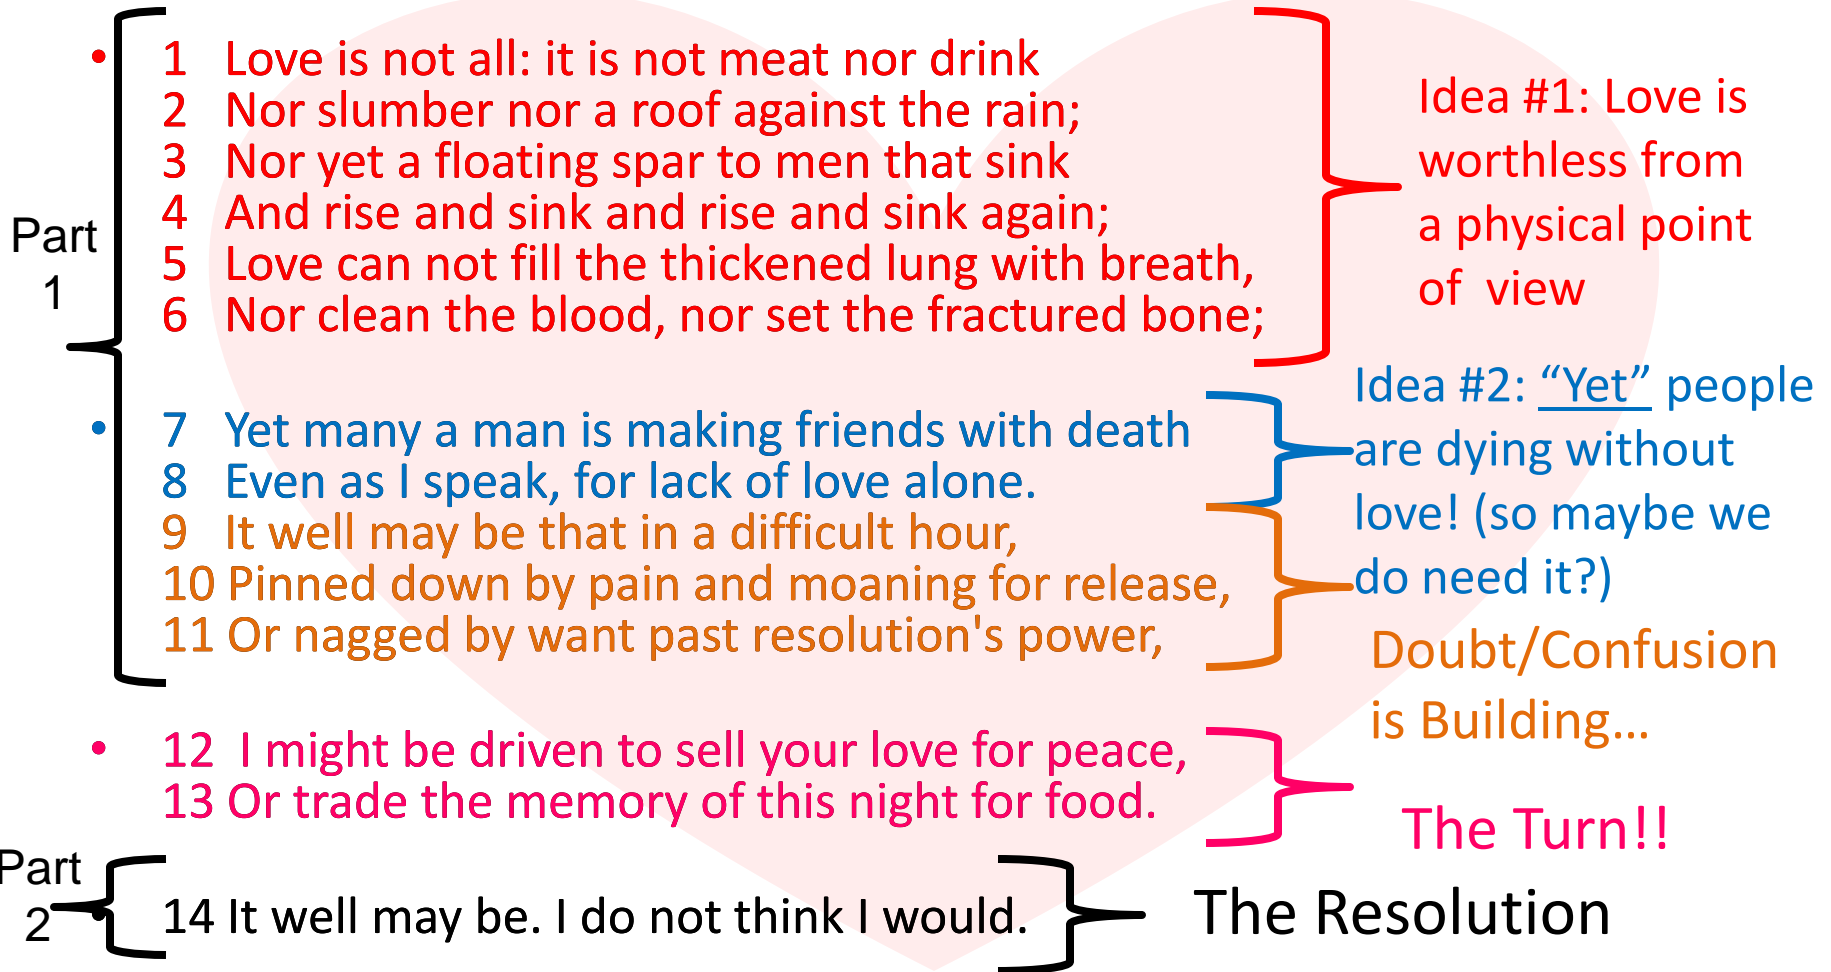 Part
1
• 1 Love is not all: it is not meat nor drink
2 Nor slumber nor a roof against the rain;
3 Nor yet a floating spar to men that sink
4 And rise and sink and rise and sink again;
5 Love can not fill the thickened lung with breath,
6 Nor clean the blood, nor set the fractured bone;
Idea #1: Love is
worthless from
a physical point
of view
• 7 Yet many a man is making friends with death
8 Even as I speak, for lack of love alone.
Idea #2: “Yet” people
are dying without
love! (so maybe we
do need it?)
9 It well may be that in a difficult hour,
10 Pinned down by pain and moaning for release,
11 Or nagged by want past resolution's power,
Doubt/Confusion
is Building...
• 12 I might be driven to sell your love for peace,
13 Or trade the memory of this night for food.
The Turn!!
Part
2
• 14 It well may be. I do not think I would.
The Resolution